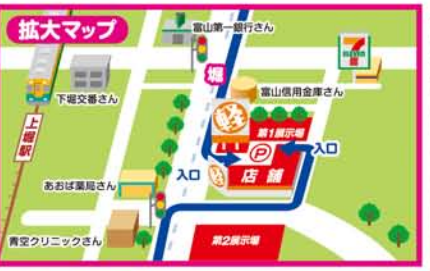 拡大マップ
富山第一銀行さん
堀
ELEVEN
下堀交番さん
富山信用金庫さん
上堀駅
軽
第1展示場
入口
P
入口
あおば薬局さん
軽
店舗
青空クリニックさん
第2展示場